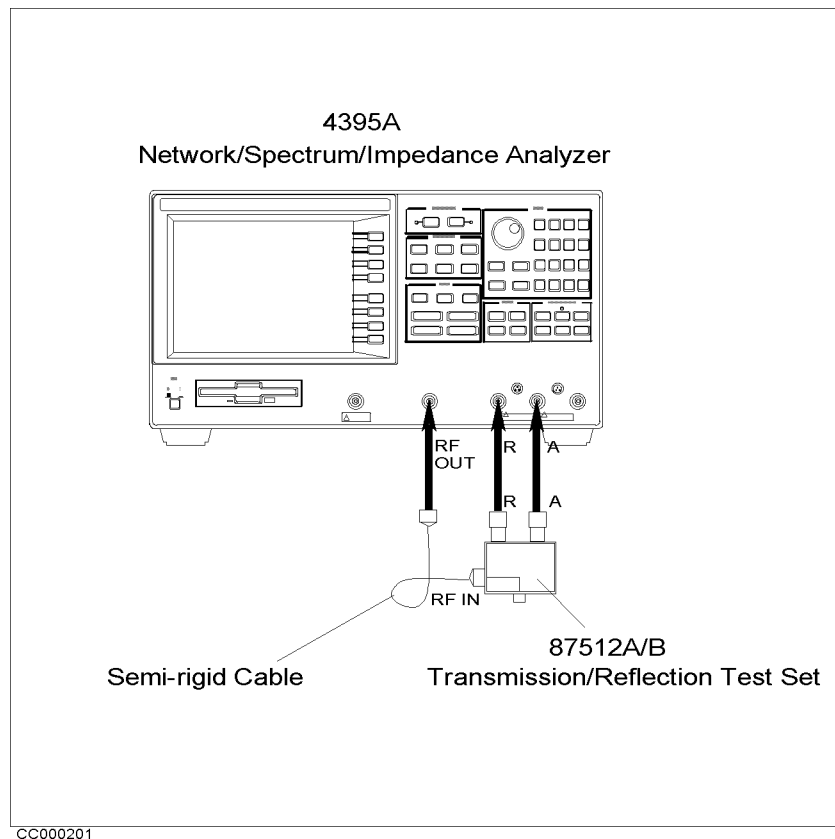 4395A
Network/Spectrum/Impedance Analyzer
RF
OUT
R
A
R
A
RF IN
87512A/B
Semi-rigid Cable
Transmission/Reflection Test Set
CC000201